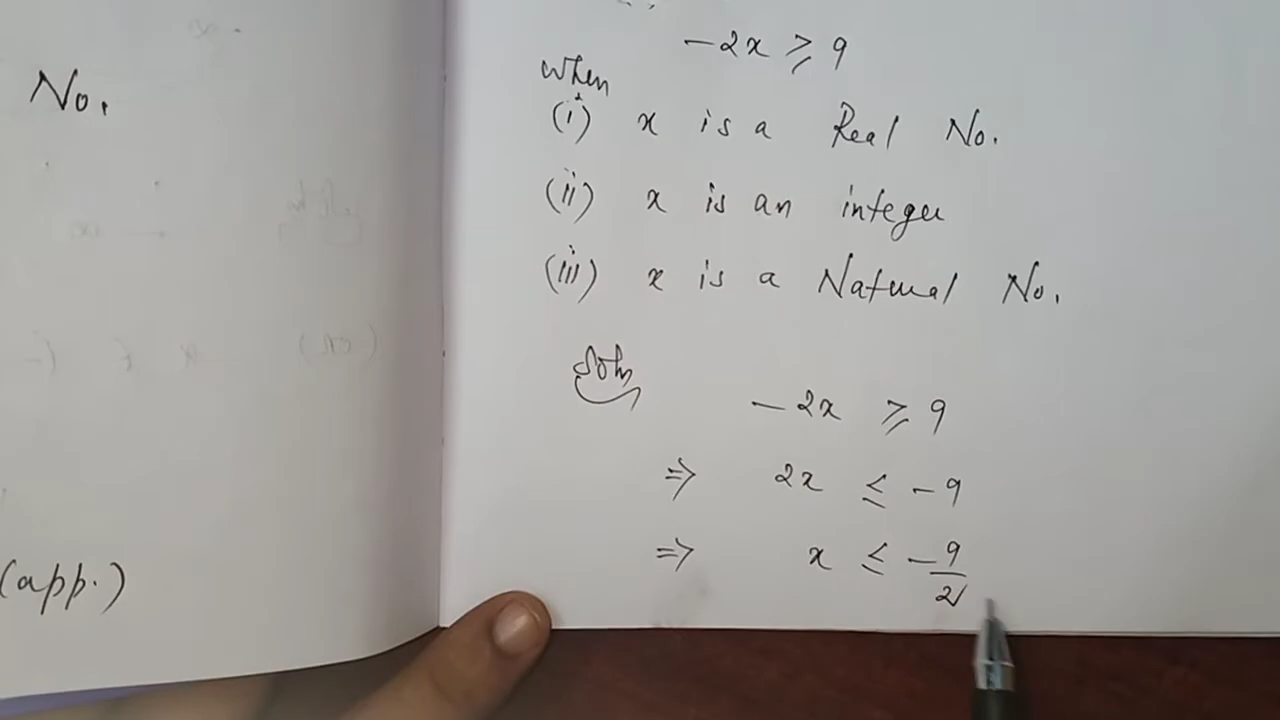 No.
(app.)
-2x ≥ 9
when
(i) x is a Real No.
(ii) x is an integer
(iii) x is a Natural No.
Soln
-2x ≥ 9
⇒ 2x ≤ -9
⇒ x ≤ -9/2